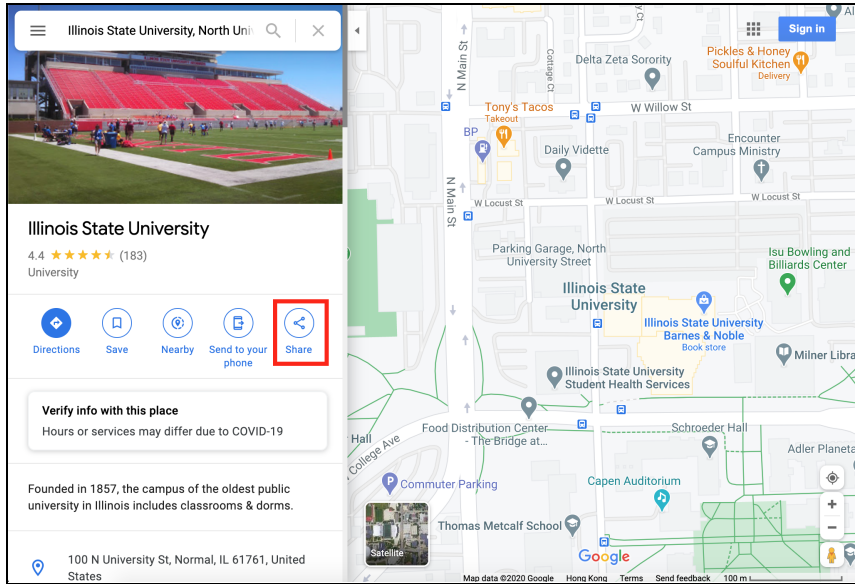 Illinois State University, North Uni
Illinois State University
4.4 (183)
University
Directions
Save
Nearby
Send to your
phone
Share
Verify info with this place
Hours or services may differ due to COVID-19
Founded in 1857, the campus of the oldest public
university in Illinois includes classrooms & dorms.
100 N University St, Normal, IL 61761, United
States
Sign in
Al
N Main St
Cottage Ct
y Ct
Delta Zeta Sorority
Pickles & Honey
Soulful Kitchen
Delivery
Tony's Tacos
Takeout
W Willow St
BP
Daily Vidette
Encounter
Campus Ministry
N Main St
W Locust St
W Locust St
W Locust St
Parking Garage, North
University Street
Isu Bowling and
Billiards Center
Illinois State
University
Illinois State University
Barnes & Noble
Book store
Milner Libra
Illinois State University
Student Health Services
Food Distribution Center
- The Bridge at...
Schroeder Hall
Hall
College Ave
Adler Planeta
P
Commuter Parking
Capen Auditorium
Thomas Metcalf School
Satellite
Google
Map data ©2020 Google Hong Kong Terms Send feedback 100 m